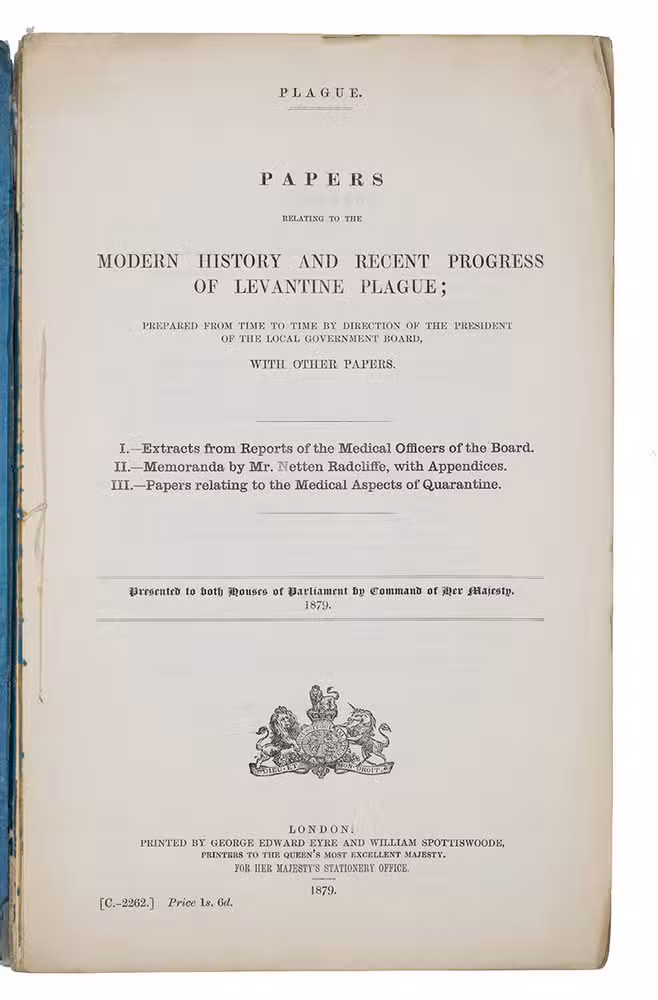 PLAGUE.
PAPERS
RELATING TO THE
MODERN HISTORY AND RECENT PROGRESS
OF LEVANTINE PLAGUE;
PREPARED FROM TIME TO TIME BY DIRECTION OF THE PRESIDENT
OF THE LOCAL GOVERNMENT BOARD,
WITH OTHER PAPERS.
I.—Extracts from Reports of the Medical Officers of the Board.
II.—Memoranda by Mr. Netten Radcliffe, with Appendices.
III.—Papers relating to the Medical Aspects of Quarantine.
Presented to both Houses of Parliament by Command of Her Majesty.
1879.
DIEU ET MON DROIT
LONDON:
PRINTED BY GEORGE EDWARD EYRE AND WILLIAM SPOTTISWOODE,
PRINTERS TO THE QUEEN'S MOST EXCELLENT MAJESTY.
FOR HER MAJESTY'S STATIONERY OFFICE.
1879.
[C.-2262.] Price 1s. 6d.